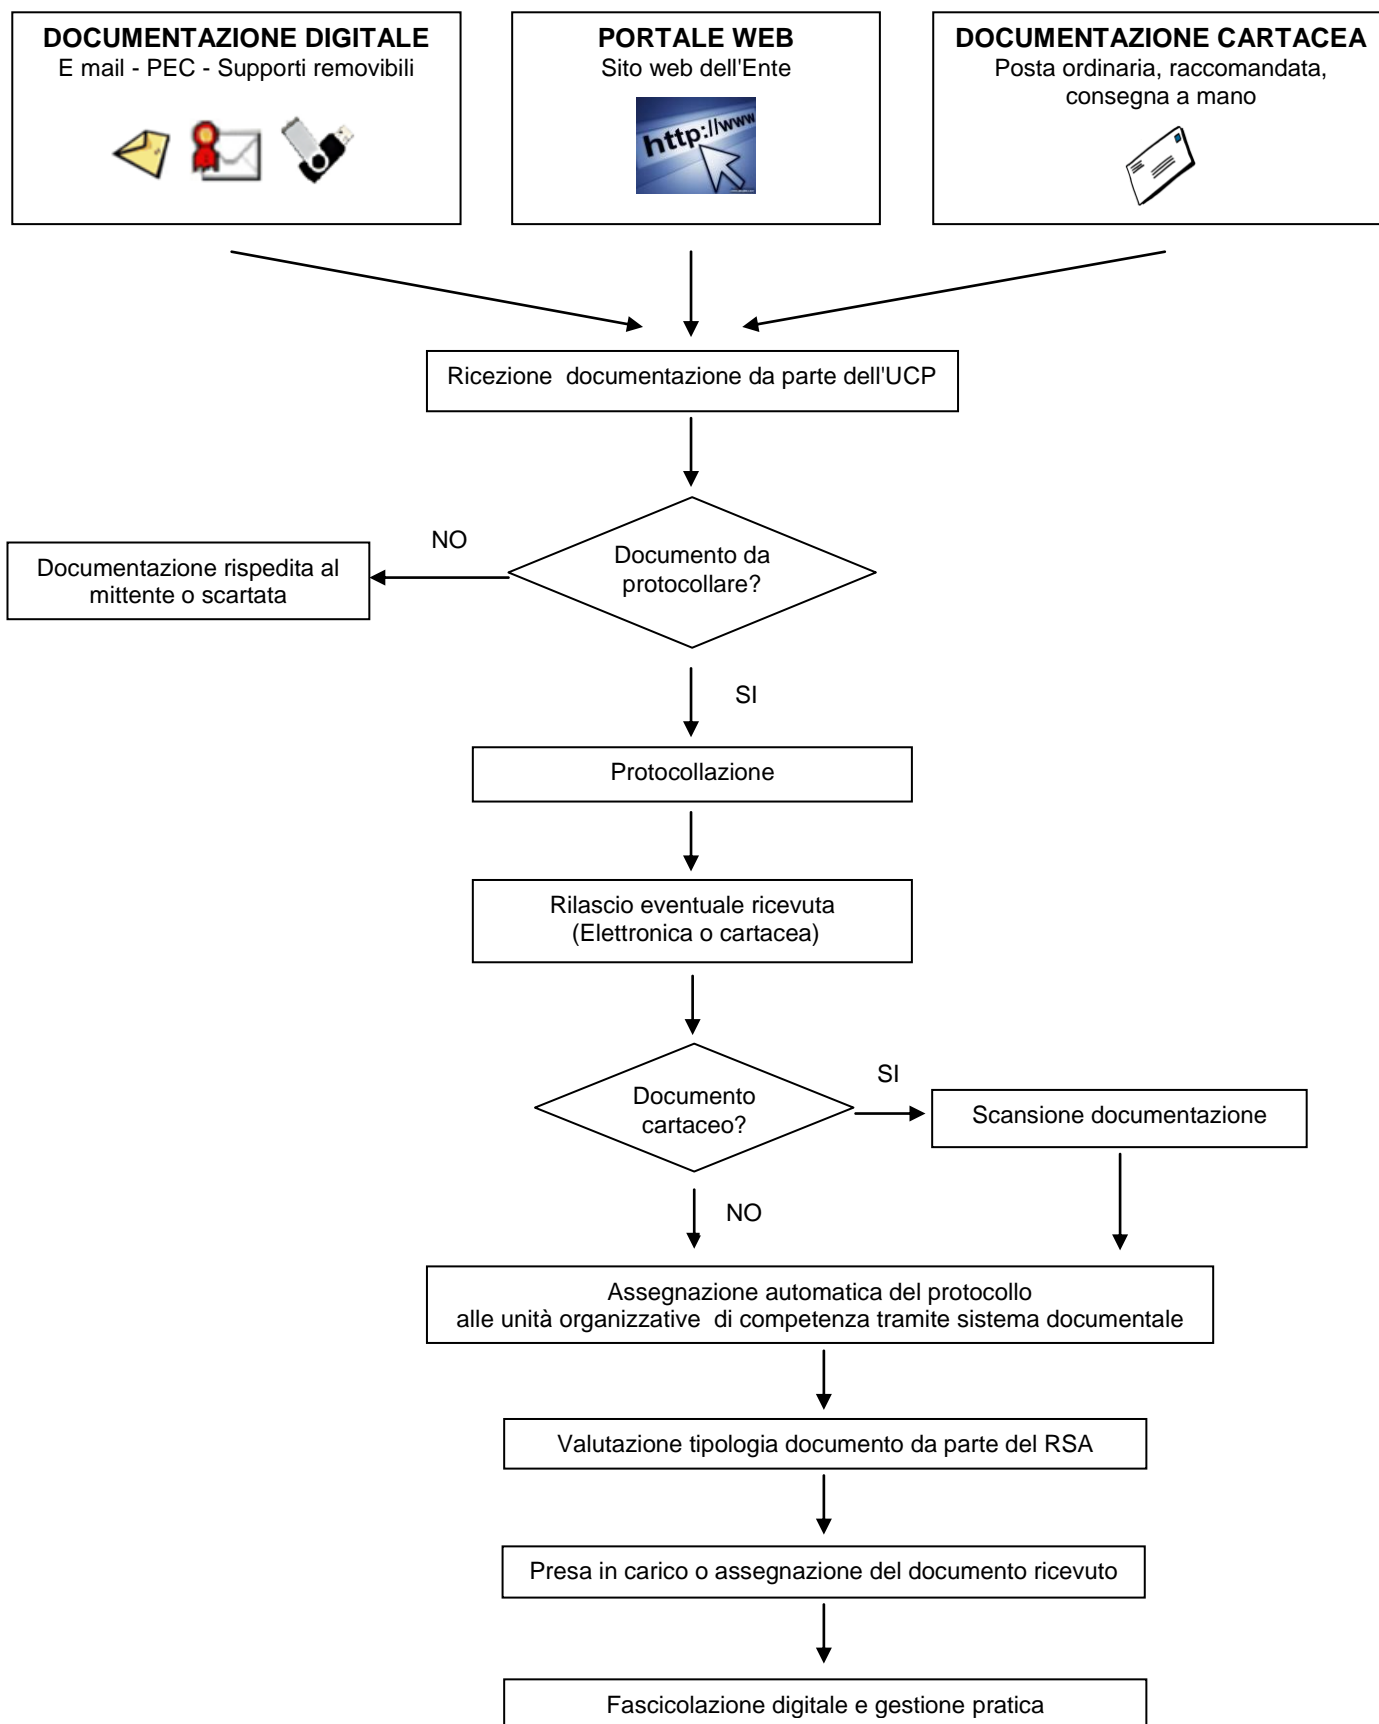 DOCUMENTAZIONE DIGITALE
E mail - PEC - Supporti removibili
PORTALE WEB
Sito web dell'Ente
http://www
DOCUMENTAZIONE CARTACEA
Posta ordinaria, raccomandata,
consegna a mano
Ricezione documentazione da parte dell'UCP
Documento da
protocollare?
NO
Documentazione rispedita al
mittente o scartata
SI
Protocollazione
Rilascio eventuale ricevuta
(Elettronica o cartacea)
Documento
cartaceo?
SI
Scansione documentazione
NO
Assegnazione automatica del protocollo
alle unità organizzative di competenza tramite sistema documentale
Valutazione tipologia documento da parte del RSA
Presa in carico o assegnazione del documento ricevuto
Fascicolazione digitale e gestione pratica